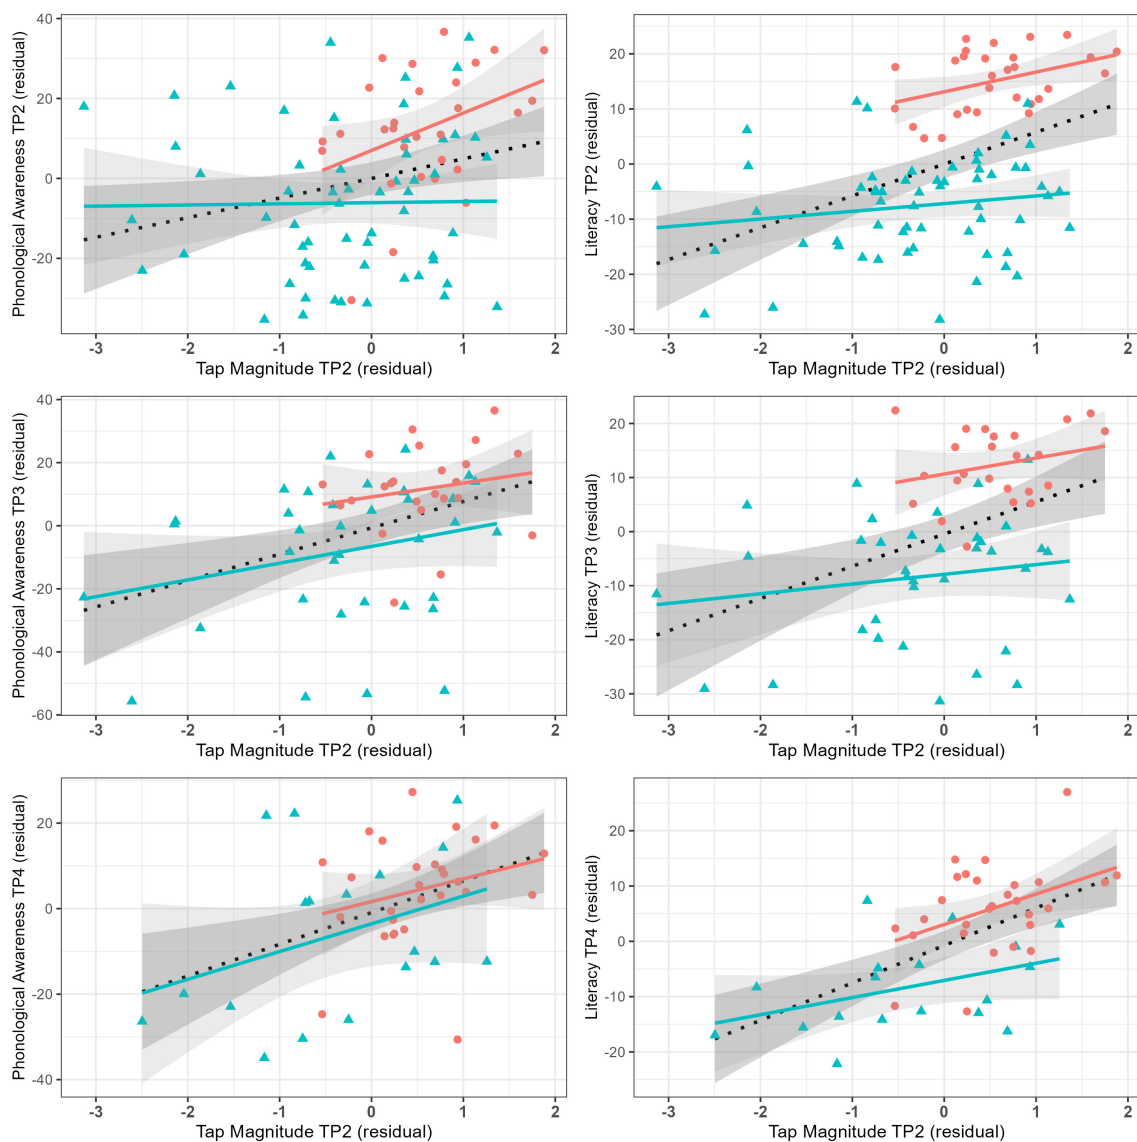 40
20
0
-20
Phonological Awareness TP2 (residual)
-3 -2 -1 0 1 2
Tap Magnitude TP2 (residual)
20
10
0
-10
-20
-30
Literacy TP2 (residual)
-3 -2 -1 0 1 2
Tap Magnitude TP2 (residual)
40
20
0
-20
-40
-60
Phonological Awareness TP3 (residual)
-3 -2 -1 0 1 2
Tap Magnitude TP2 (residual)
20
10
0
-10
-20
-30
Literacy TP3 (residual)
-3 -2 -1 0 1 2
Tap Magnitude TP2 (residual)
20
0
-20
-40
Phonological Awareness TP4 (residual)
-3 -2 -1 0 1 2
Tap Magnitude TP2 (residual)
20
10
0
-10
-20
Literacy TP4 (residual)
-3 -2 -1 0 1 2
Tap Magnitude TP2 (residual)